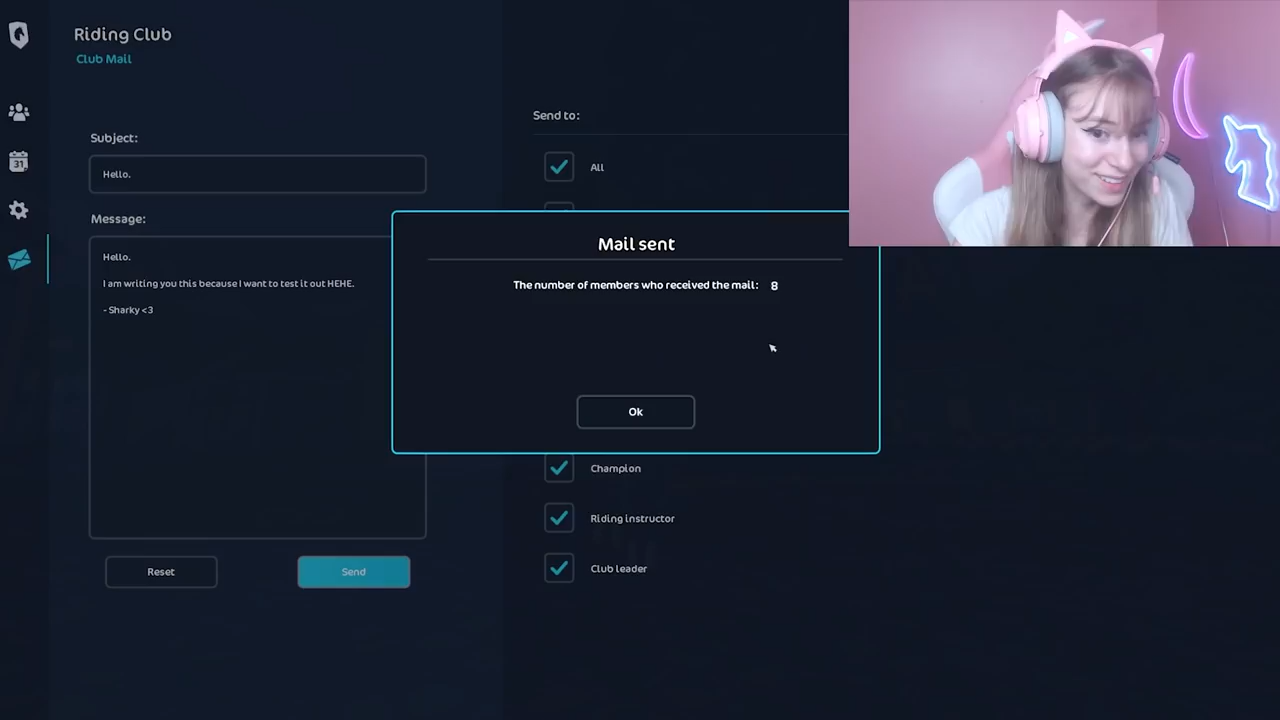 Riding Club
Club Mail
31
Subject:
Hello.
Message:
Hello.
I am writing you this because I want to test it out HEHE.
- Sharky <3
Reset
Send
Send to:
All
Mail sent
The number of members who received the mail: 8
Ok
Champion
Riding instructor
Club leader